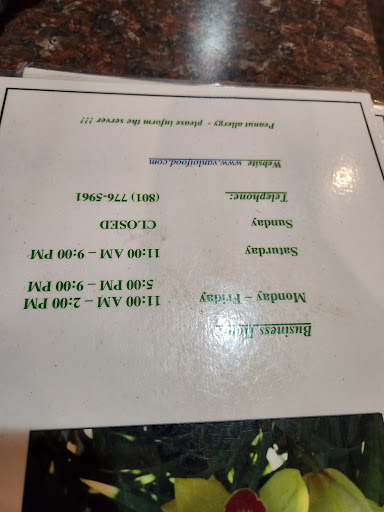 Business Hours
Monday – Friday 11:00 AM – 2:00 PM
5:00 PM – 9:00 PM
Saturday 11:00 AM – 9:00 PM
Sunday CLOSED
Telephone: (801) 776-5961
Website www.vanloifood.com
Peanut allergy - please inform the server !!!